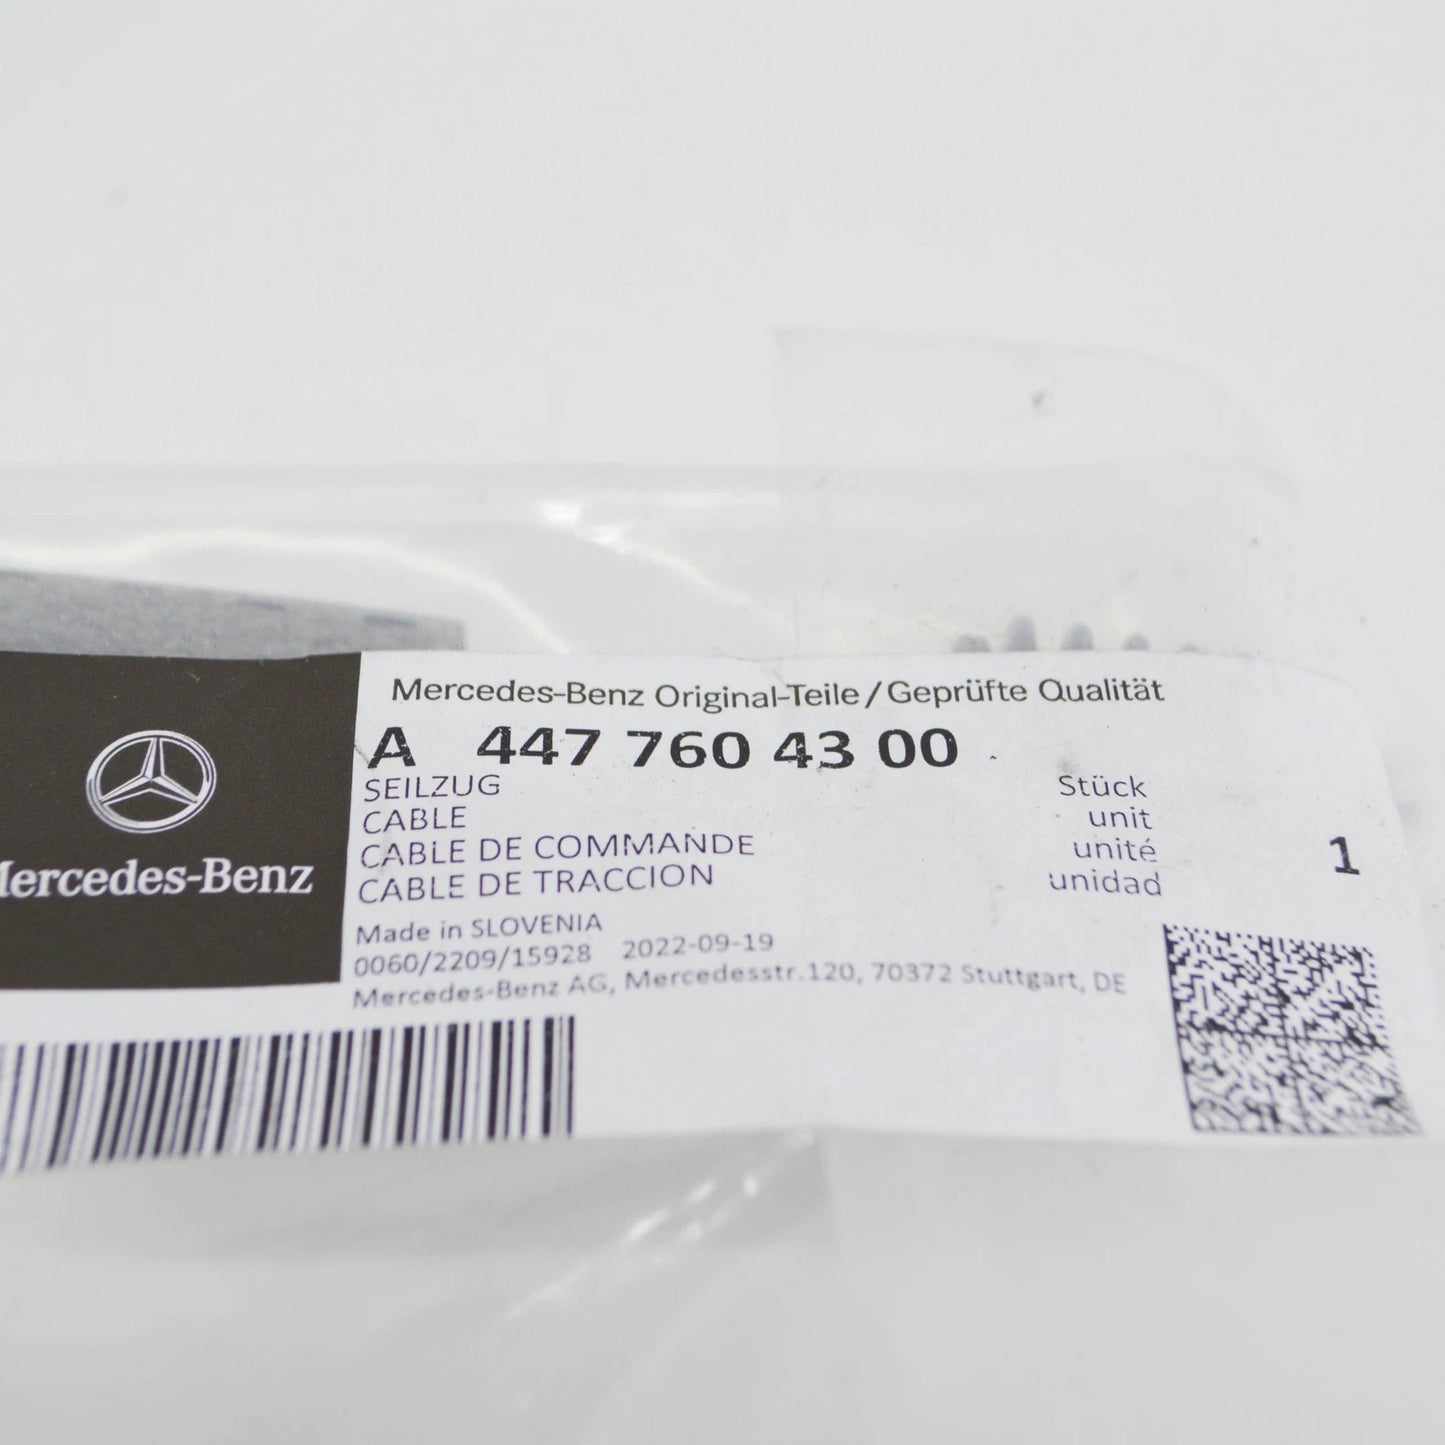 Mercedes-Benz Original-Teile/Geprüfte Qualität
A 447 760 43 00
SEILZUG
CABLE
CABLE DE COMMANDE
CABLE DE TRACCION
Stück
unit
unité
unidad
1
Made in SLOVENIA
0060/2209/15928 2022-09-19
Mercedes-Benz AG, Mercedesstr.120, 70372 Stuttgart, DE
Mercedes-Benz